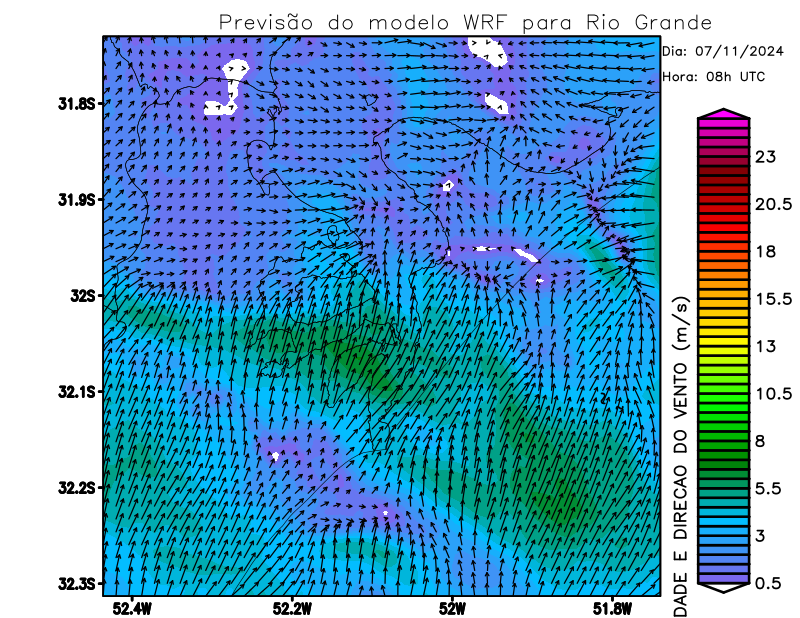 Previsão do modelo WRF para Rio Grande
Dia: 07/11/2024
Hora: 08h UTC
31.8S
31.9S
32S
32.1S
32.2S
32.3S
52.4W
52.2W
52W
51.8W
DADE E DIRECAO DO VENTO (m/s)
23
20.5
18
15.5
13
10.5
8
5.5
3
0.5